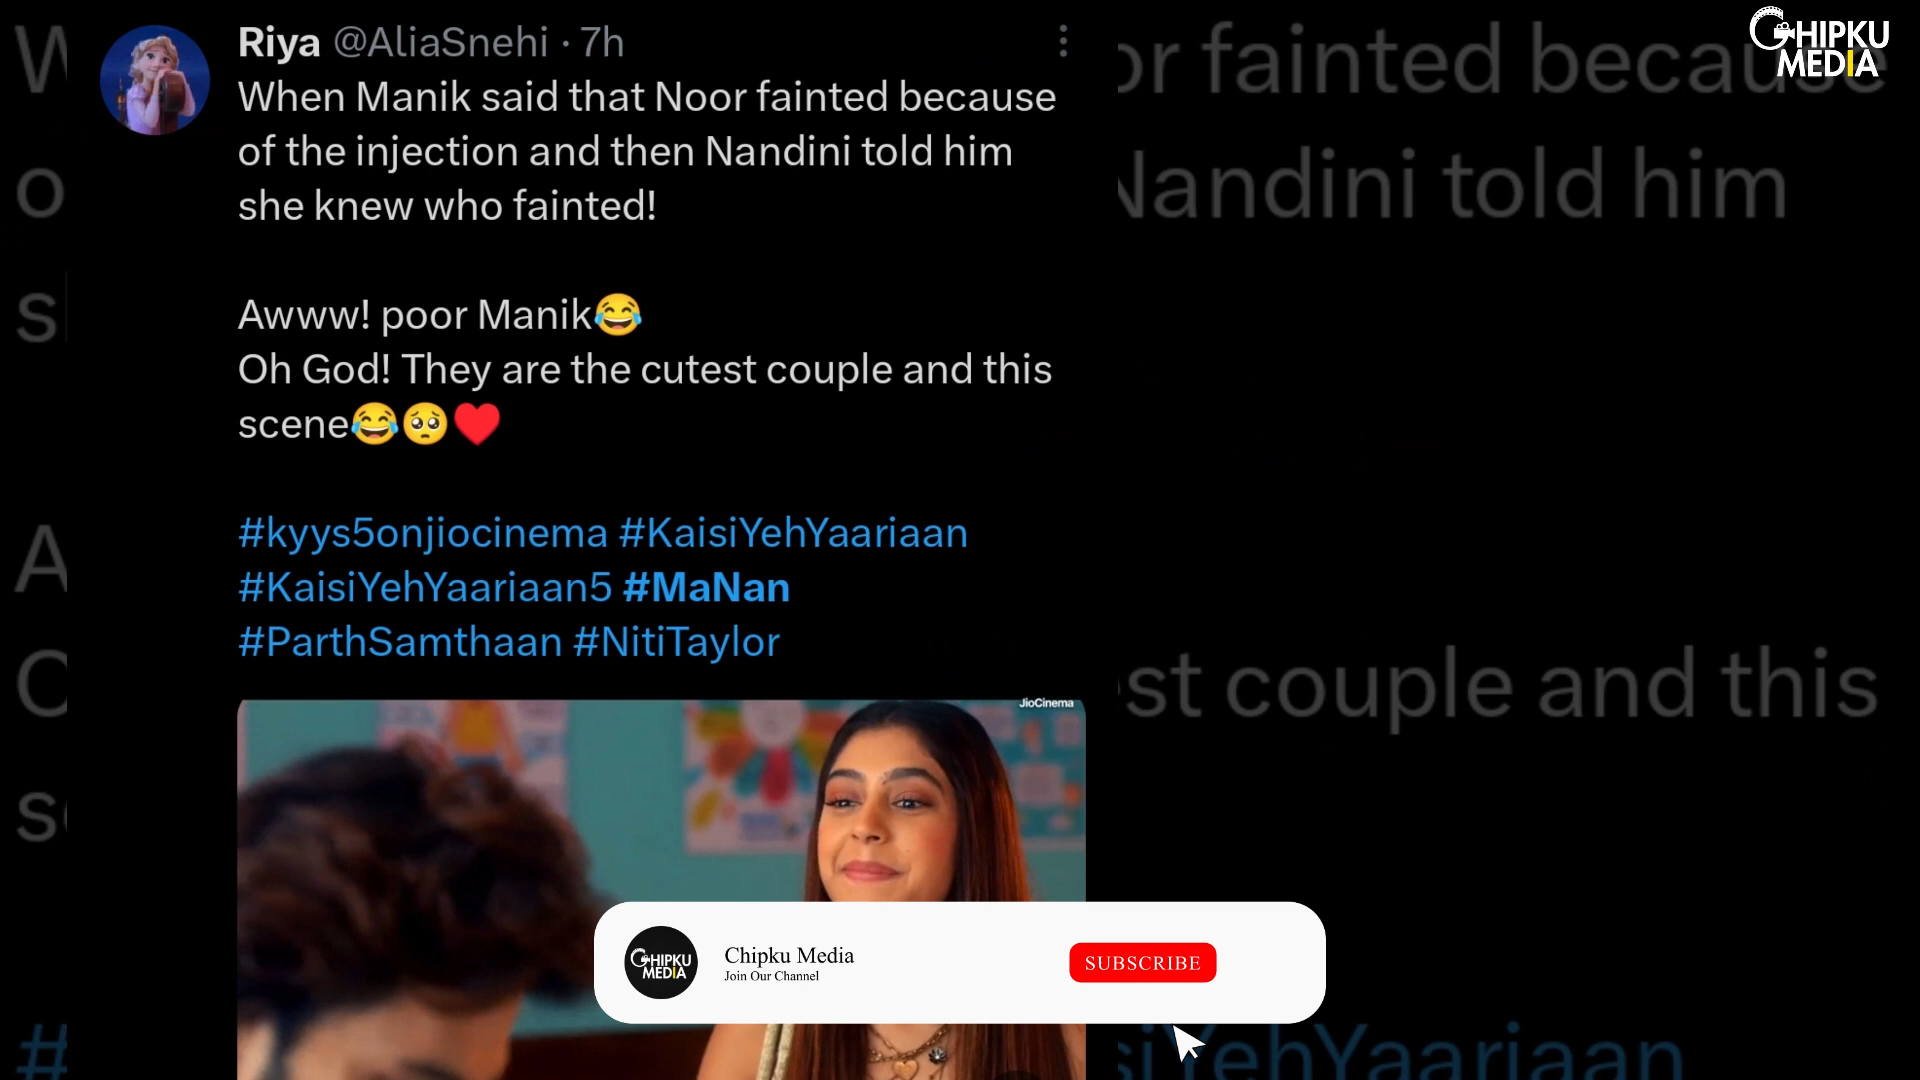 Riya @AliaSnehi · 7h
When Manik said that Noor fainted because
of the injection and then Nandini told him
she knew who fainted!
Awww! poor Manik😂
Oh God! They are the cutest couple and this
scene😂🥺♥️
#kyys5onjiocinema #KaisiYehYaariaan
#KaisiYehYaariaan5 #MaNan
#ParthSamthaan #NitiTaylor
JioCinema
CHIPKU
MEDIA
or fainted because
Nandini told him
st couple and this
siYehYaariaan
CHIPKU
MEDIA
Chipku Media
Join Our Channel
SUBSCRIBE